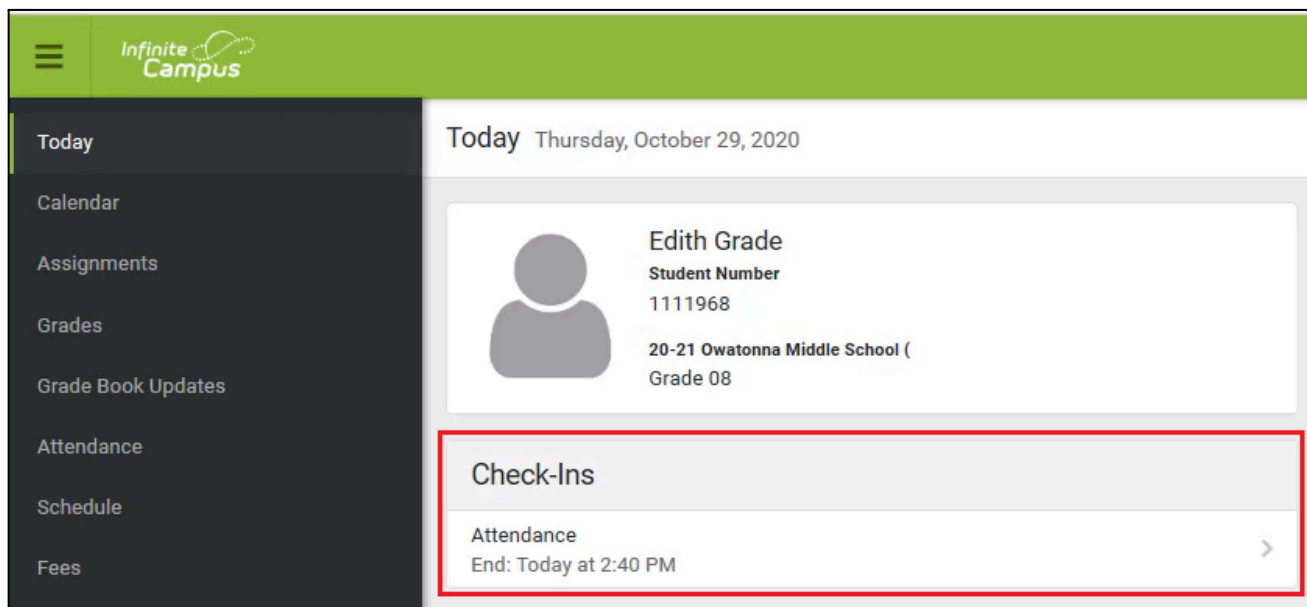 Infinite
Campus
Today
Calendar
Assignments
Grades
Grade Book Updates
Attendance
Schedule
Fees
Today Thursday, October 29, 2020
Edith Grade
Student Number
1111968
20-21 Owatonna Middle School (
Grade 08
Check-Ins
Attendance
End: Today at 2:40 PM